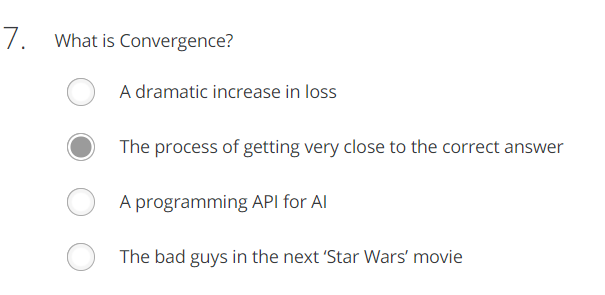 7. What is Convergence?
A dramatic increase in loss
The process of getting very close to the correct answer
A programming API for AI
The bad guys in the next ‘Star Wars’ movie